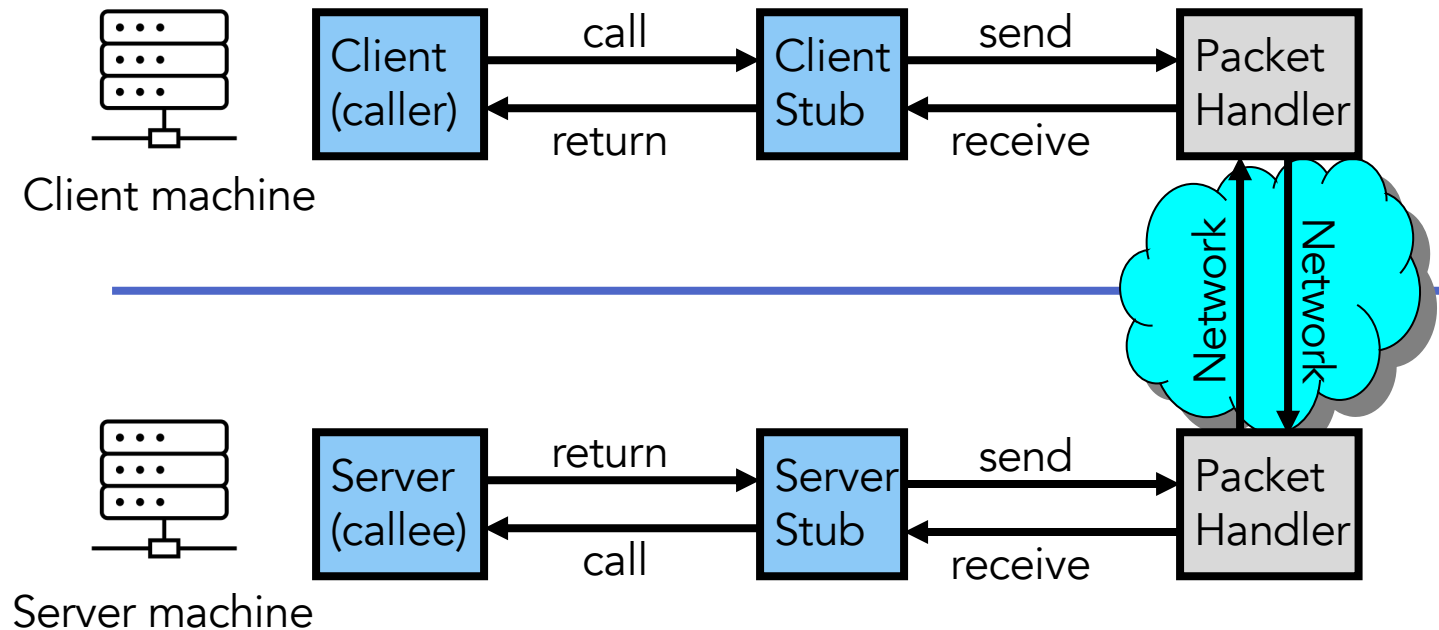 call
send
Client
(caller)
Client
Stub
Packet
Handler
return
receive
Client machine
Network
Network
return
send
Server
(callee)
Server
Stub
Packet
Handler
call
receive
Server machine